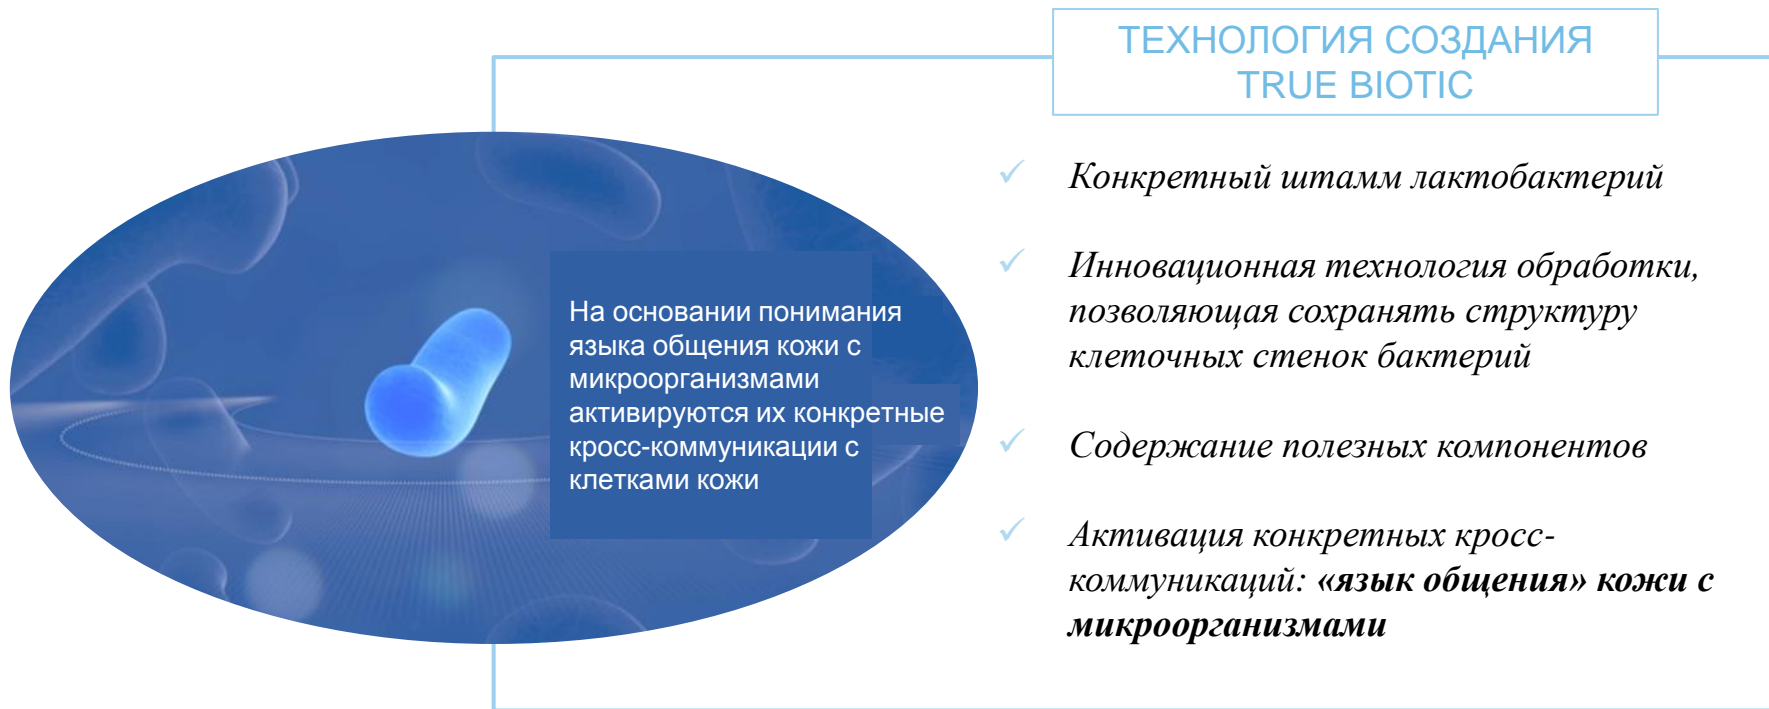 ТЕХНОЛОГИЯ СОЗДАНИЯ
TRUE BIOTIC
На основании понимания
языка общения кожи с
микроорганизмами
активируются их конкретные
кросс-коммуникации с
клетками кожи
Конкретный штамм лактобактерий
Инновационная технология обработки,
позволяющая сохранять структуру
клеточных стенок бактерий
Содержание полезных компонентов
Активация конкретных кросс-
коммуникаций: «язык общения» кожи с
микроорганизмами